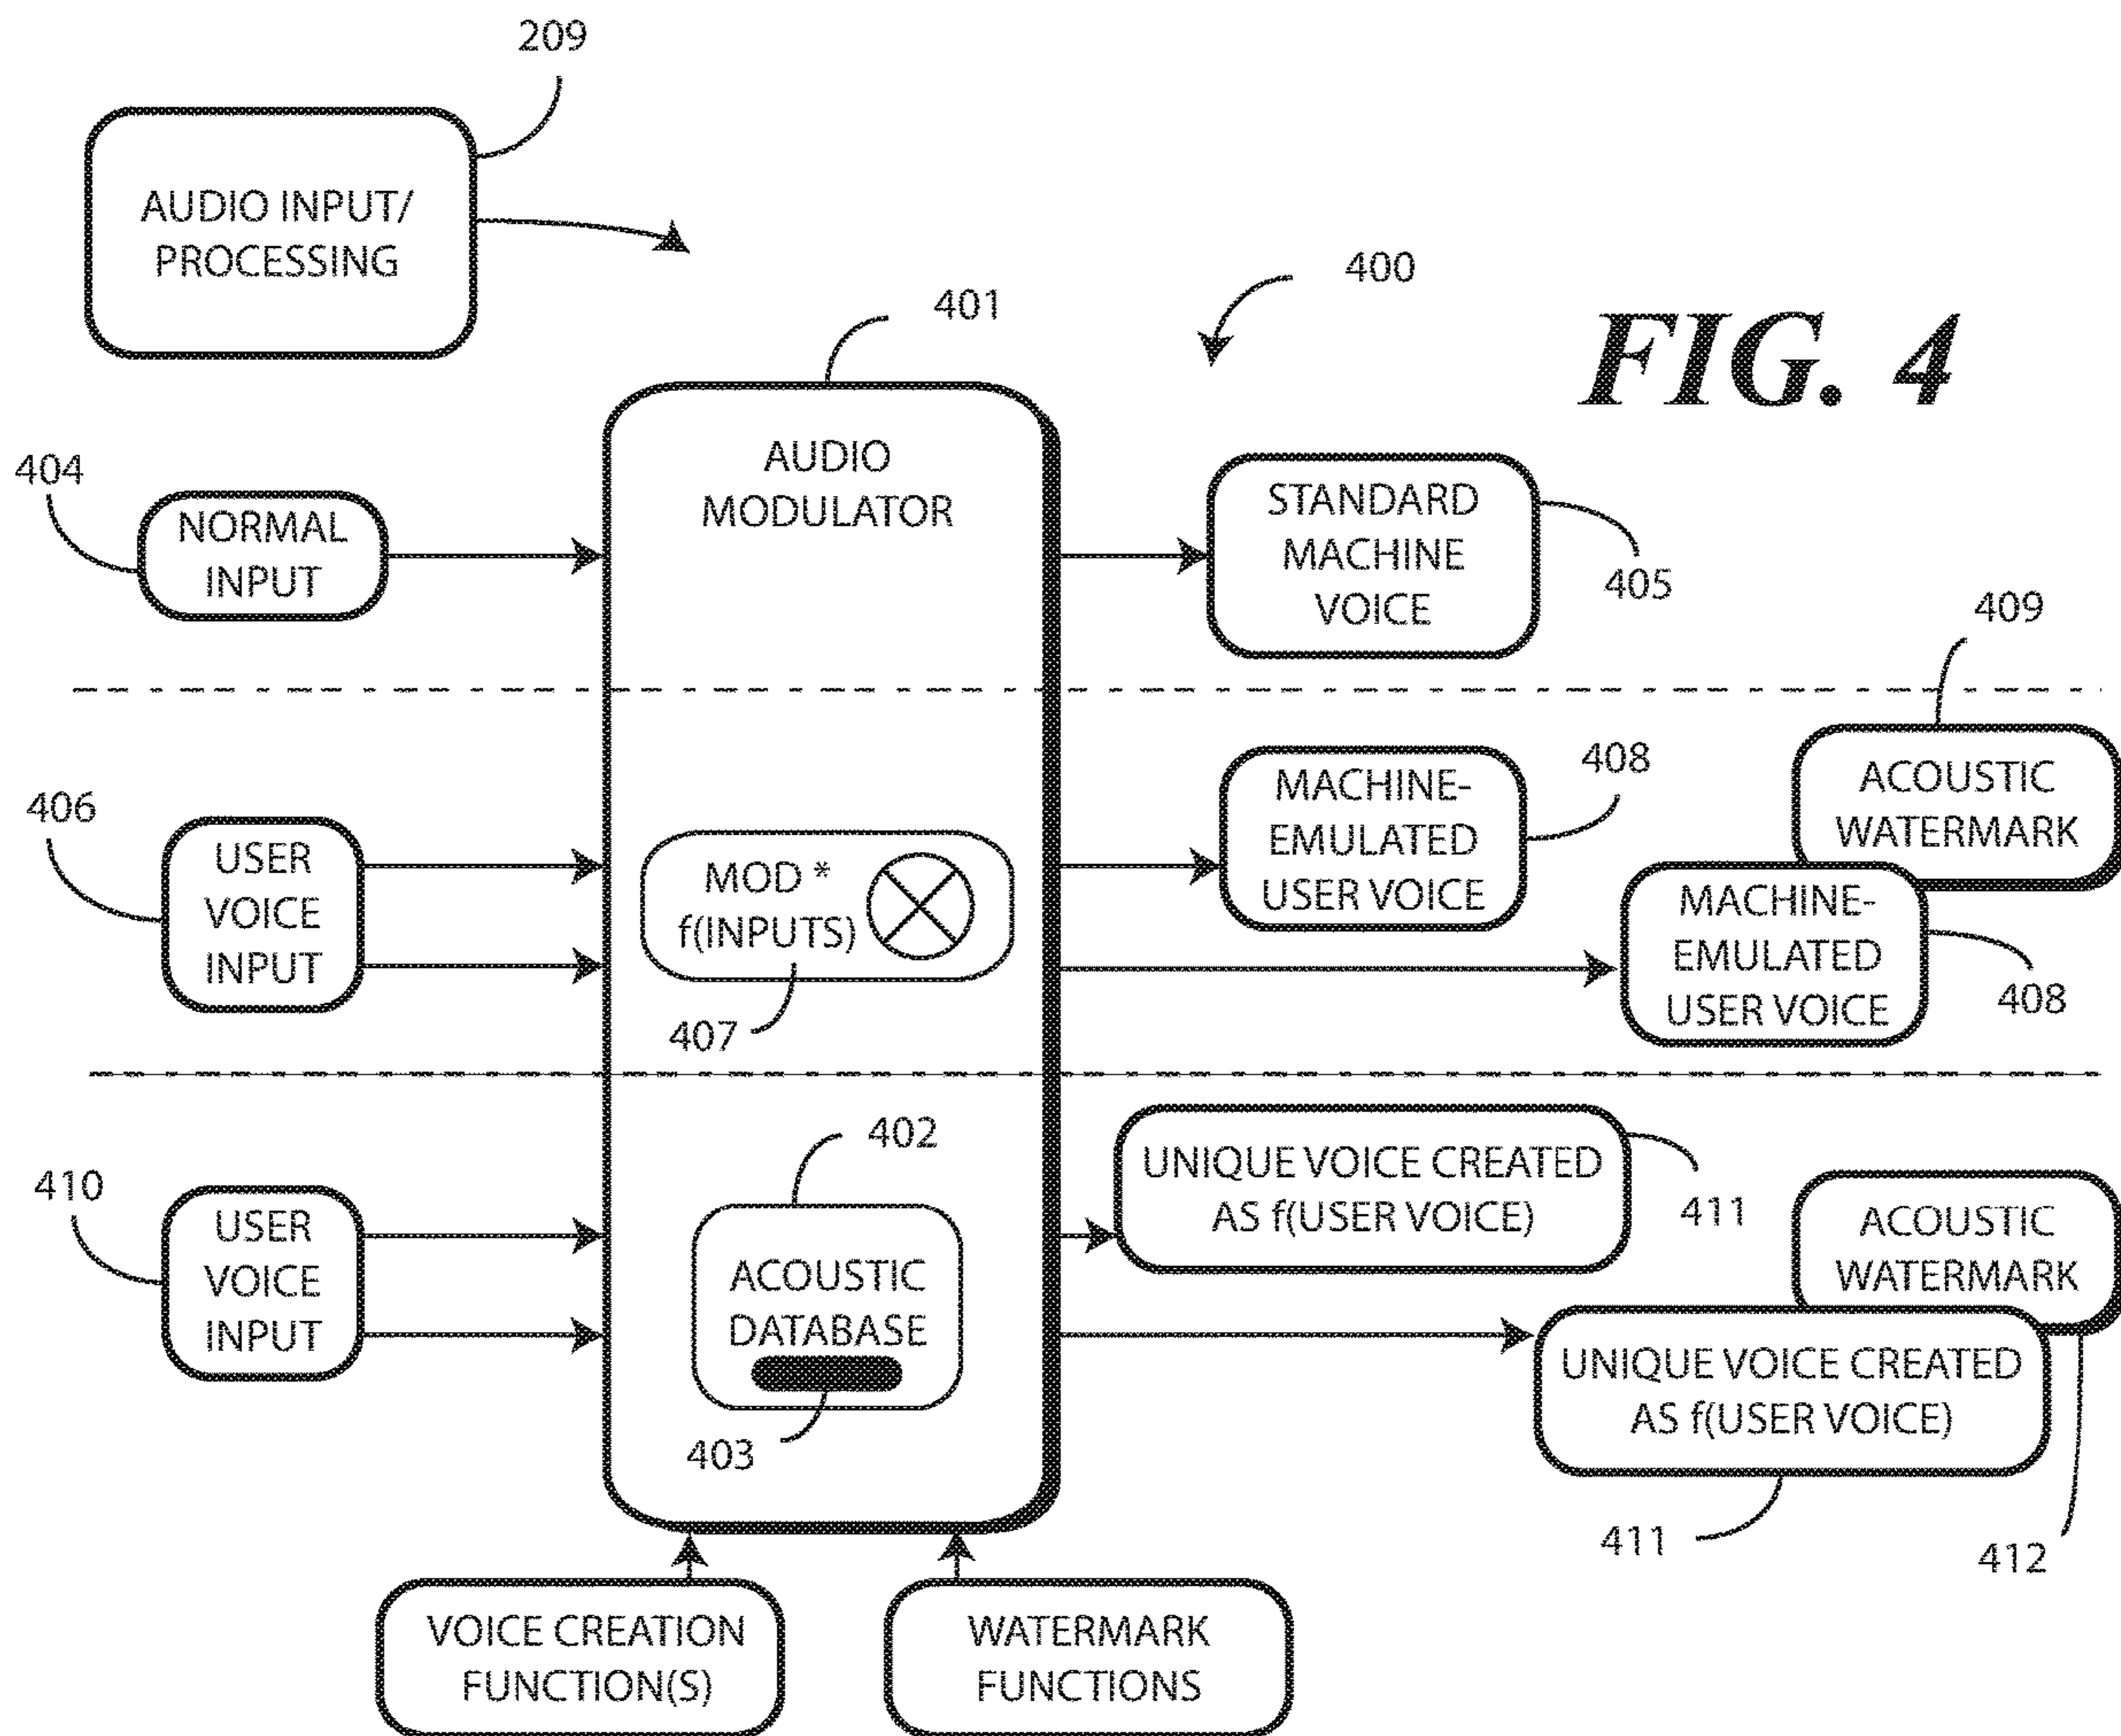 209
AUDIO INPUT/
PROCESSING
400
401
FIG. 4
AUDIO
MODULATOR
404
NORMAL
INPUT
STANDARD
MACHINE
VOICE
405
409
ACOUSTIC
WATERMARK
408
MACHINE-
EMULATED
USER VOICE
406
USER
VOICE
INPUT
MOD *
f(INPUTS)
407
MACHINE-
EMULATED
USER VOICE
408
402
410
USER
VOICE
INPUT
ACOUSTIC
DATABASE
403
UNIQUE VOICE CREATED
AS f(USER VOICE)
411
ACOUSTIC
WATERMARK
UNIQUE VOICE CREATED
AS f(USER VOICE)
411
412
VOICE CREATION
FUNCTION(S)
WATERMARK
FUNCTIONS